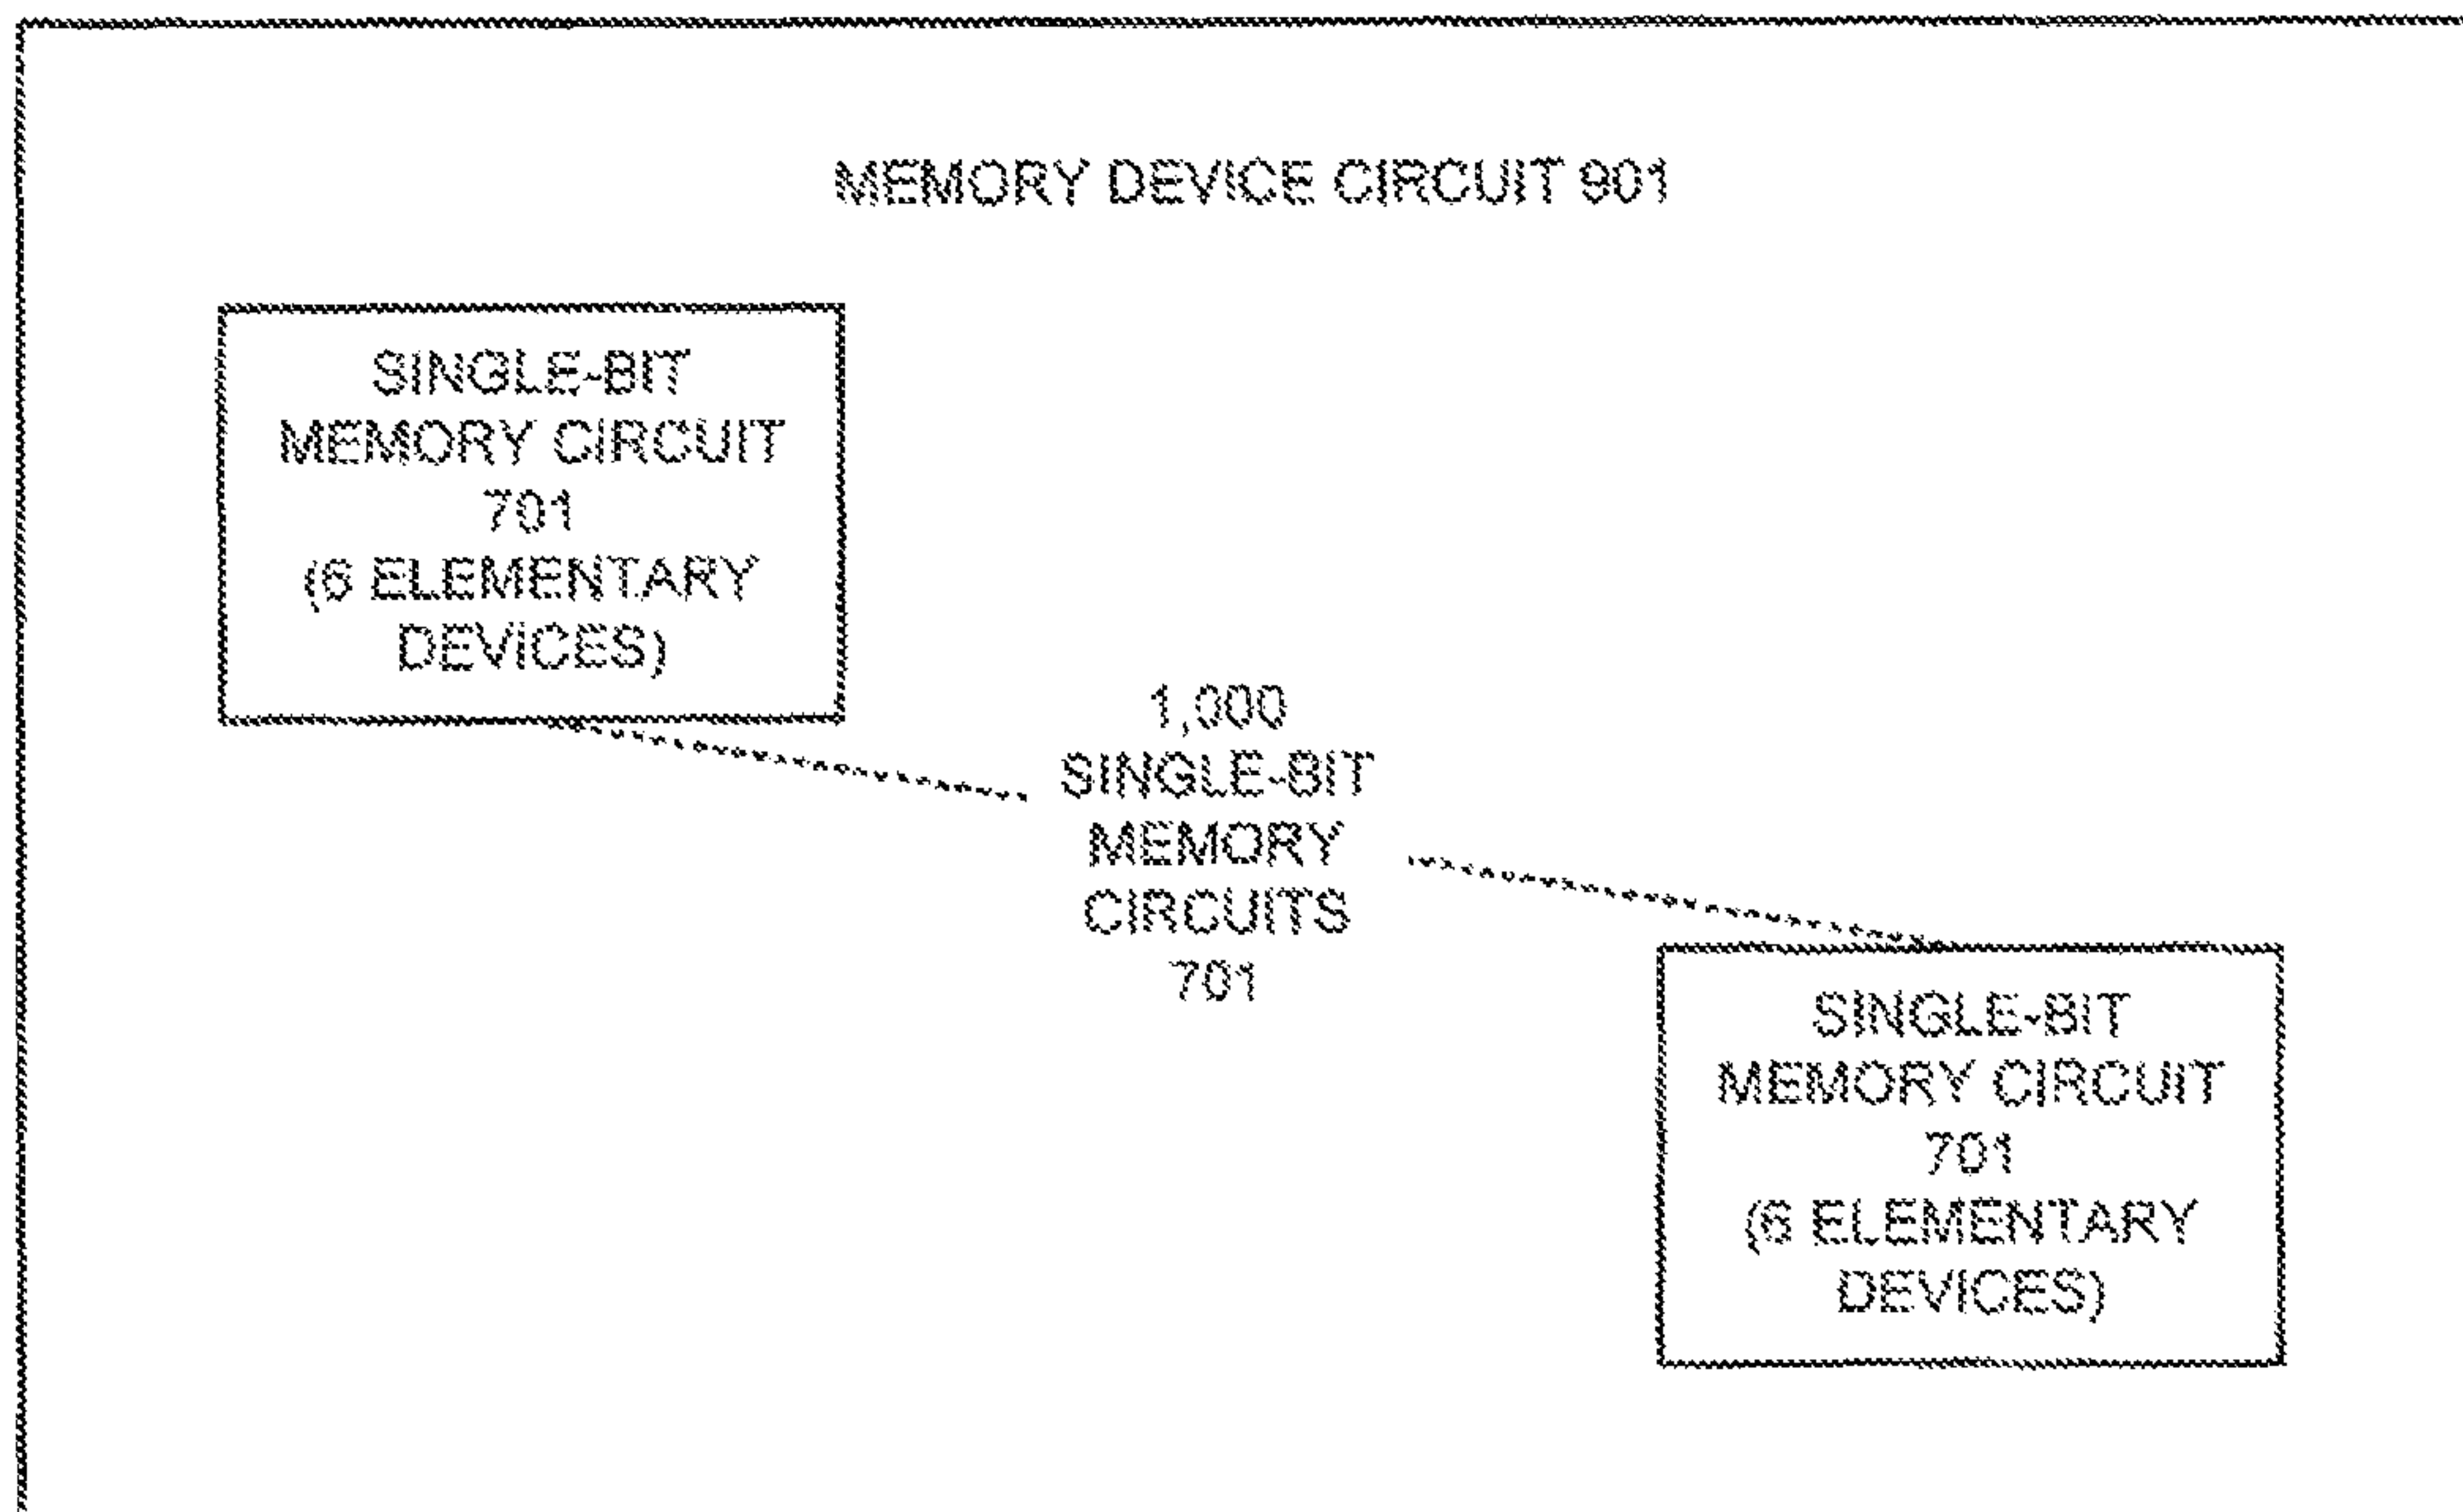 MEMORY DEVICE CIRCUIT 901
SINGLE-BIT
MEMORY CIRCUIT
701
(6 ELEMENTARY
DEVICES)
1,000
SINGLE-BIT
MEMORY
CIRCUITS
701
SINGLE-BIT
MEMORY CIRCUIT
701
(6 ELEMENTARY
DEVICES)